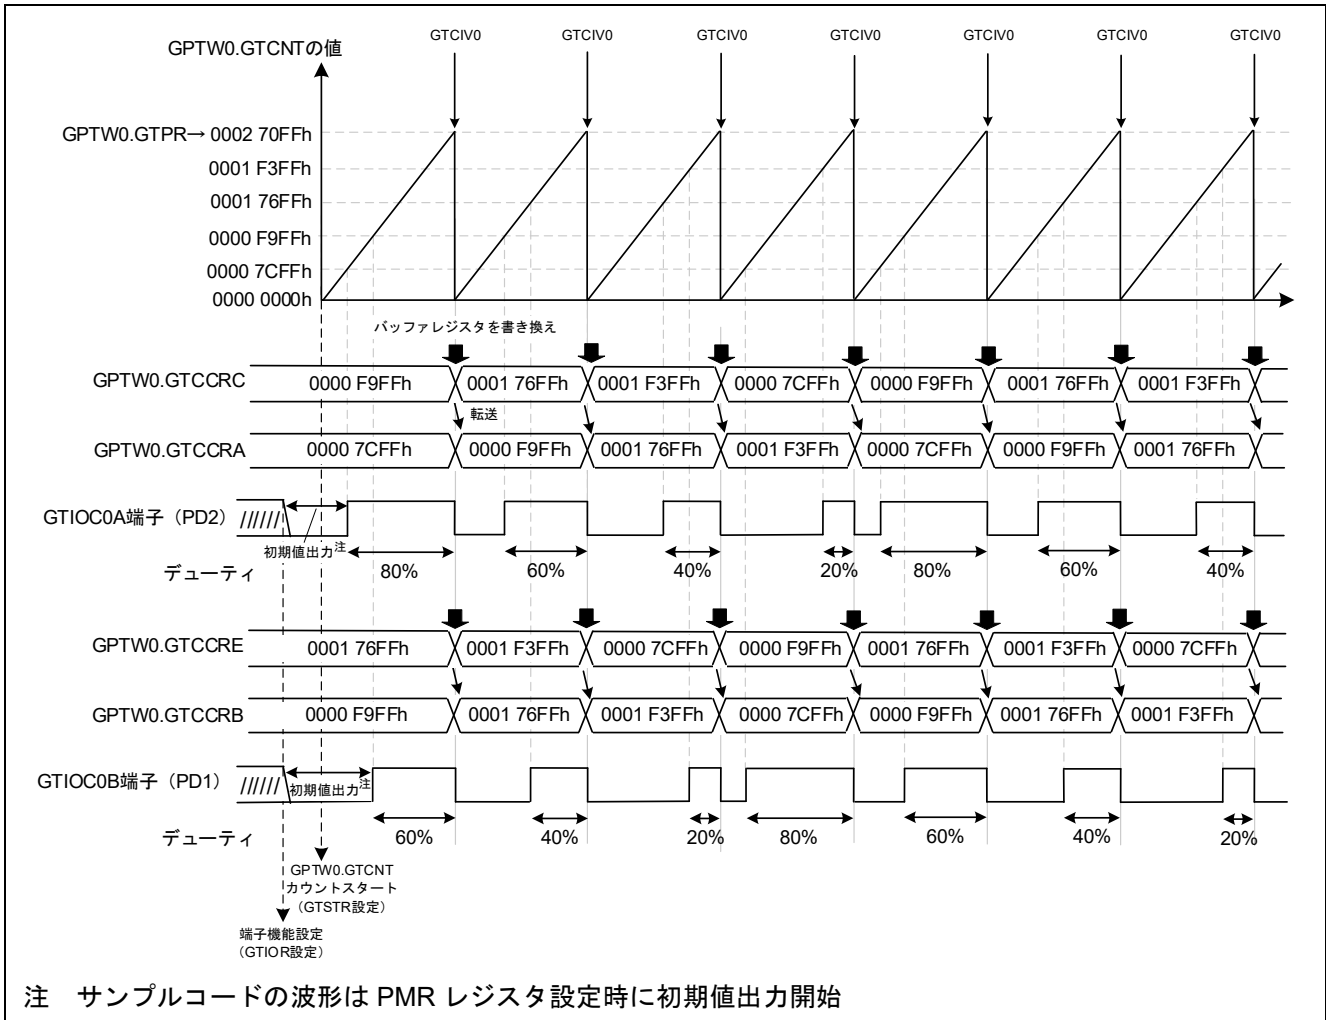 GTCIV0 GTCIV0 GTCIV0 GTCIV0 GTCIV0 GTCIV0 GTCIV0
GPTW0.GTCNTの値
GPTW0.GTPR→ 0002 70FFh
0001 F3FFh
0001 76FFh
0000 F9FFh
0000 7CFFh
0000 0000h
バッファレジスタを書き換え
GPTW0.GTCCRC 0000 F9FFh 0001 76FFh 0001 F3FFh 0000 7CFFh 0000 F9FFh 0001 76FFh 0001 F3FFh
転送
GPTW0.GTCCRA 0000 7CFFh 0000 F9FFh 0001 76FFh 0001 F3FFh 0000 7CFFh 0000 F9FFh 0001 76FFh
GTIOC0A端子（PD2）
初期値出力注
デューティ 80% 60% 40% 20% 80% 60% 40%
GPTW0.GTCCRE 0001 76FFh 0001 F3FFh 0000 7CFFh 0000 F9FFh 0001 76FFh 0001 F3FFh 0000 7CFFh
GPTW0.GTCCRB 0000 F9FFh 0001 76FFh 0001 F3FFh 0000 7CFFh 0000 F9FFh 0001 76FFh 0001 F3FFh
GTIOC0B端子（PD1） 初期値出力注
デューティ 60% 40% 20% 80% 60% 40% 20%
GPTW0.GTCNT
カウントスタート
（GTSTR設定）
端子機能設定
（GTIOR設定）
注 サンプルコードの波形は PMR レジスタ設定時に初期値出力開始